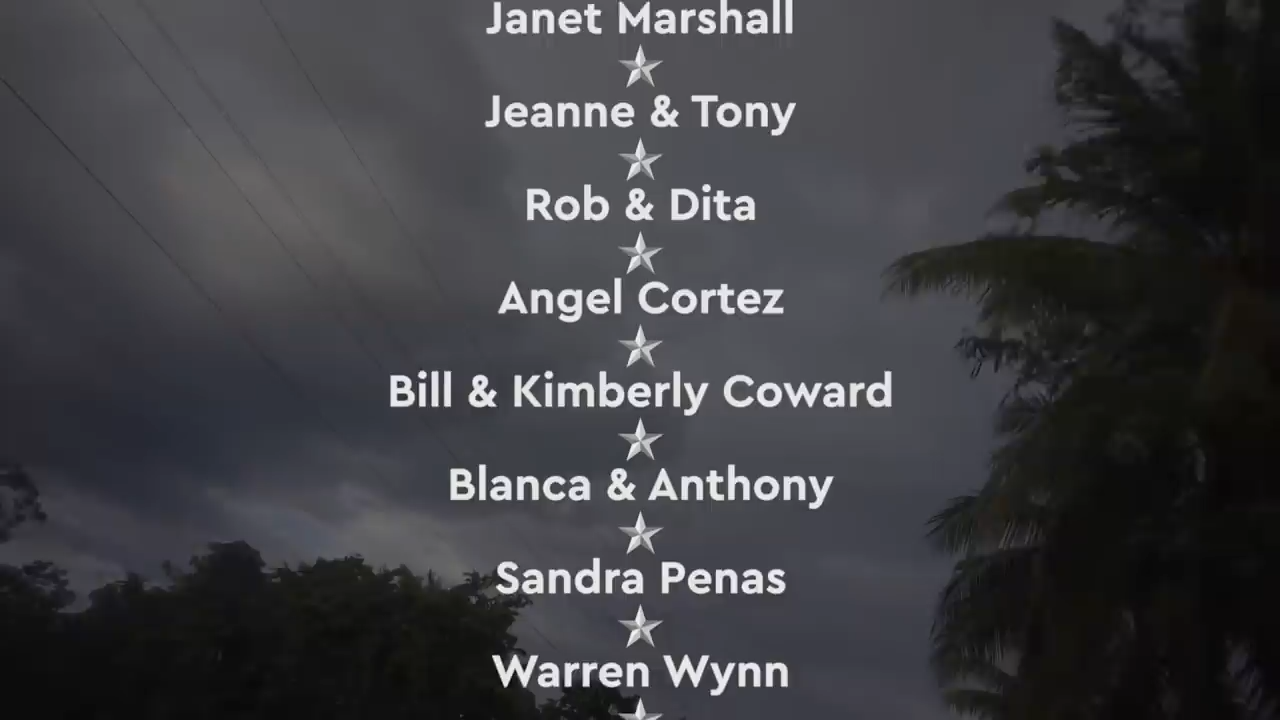 Janet Marshall
Jeanne & Tony
Rob & Dita
Angel Cortez
Bill & Kimberly Coward
Blanca & Anthony
Sandra Penas
Warren Wynn